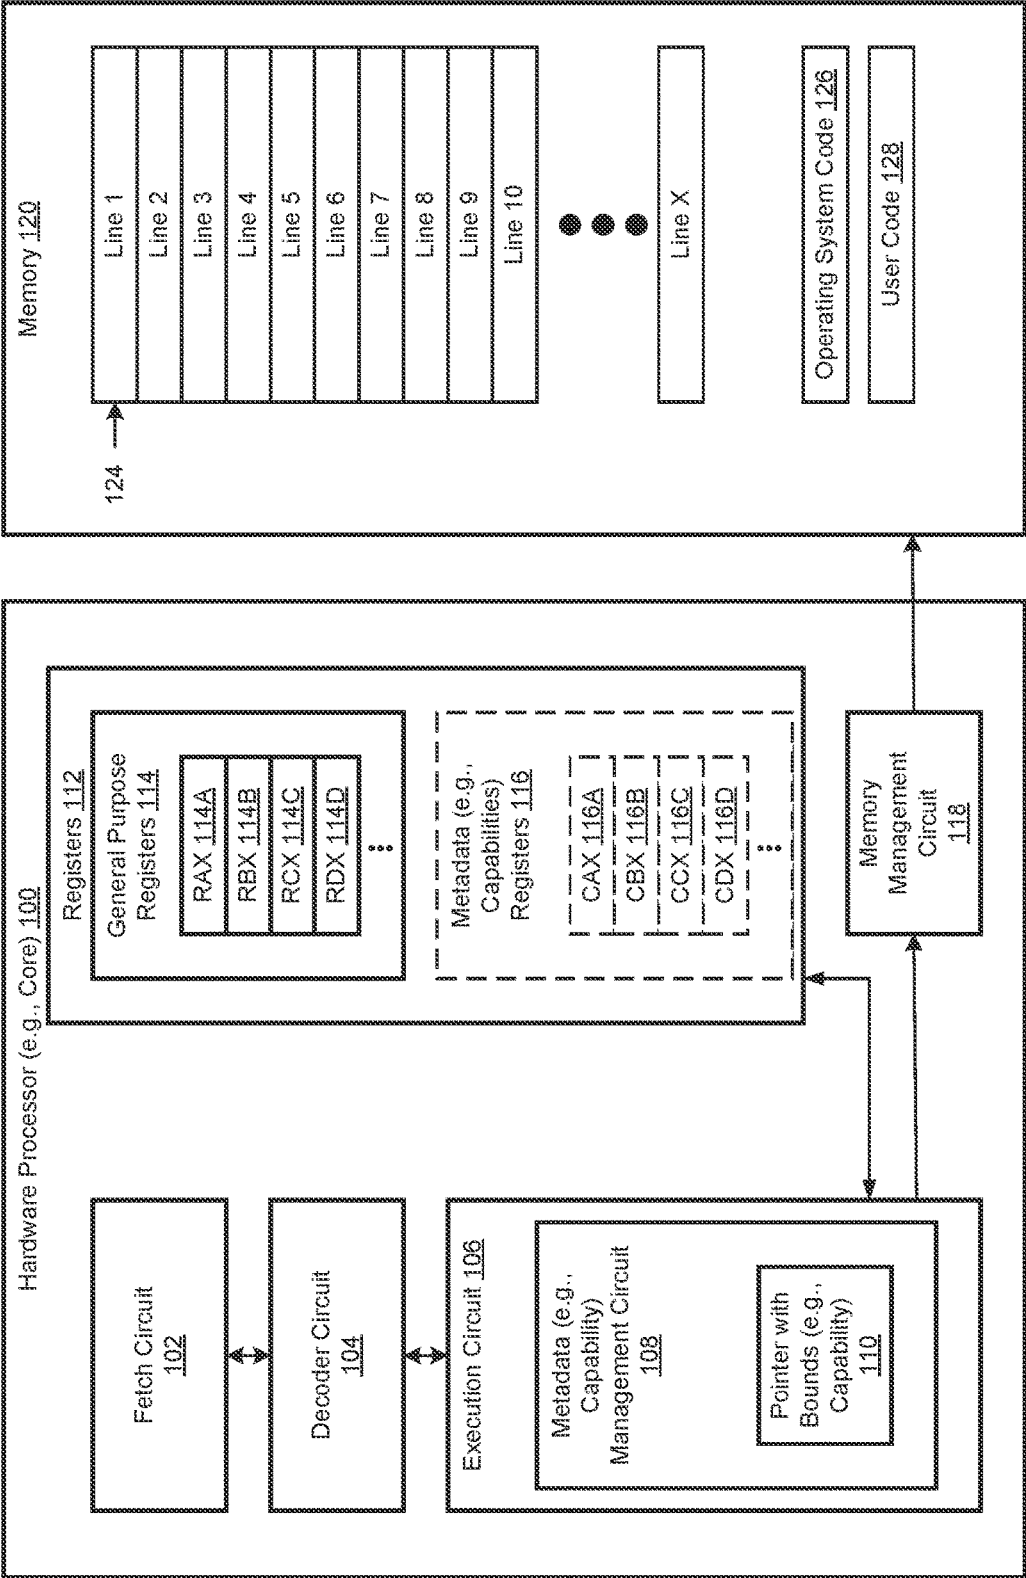 Hardware Processor (e.g., Core) 100
Fetch Circuit
102
Decoder Circuit
104
Execution Circuit 106
Metadata (e.g.,
Capability)
Management Circuit
108
Pointer with
Bounds (e.g.,
Capability)
110
Registers 112
General Purpose
Registers 114
RAX 114A
RBX 114B
RCX 114C
RDX 114D
Metadata (e.g.,
Capabilities)
Registers 116
CAX 116A
CBX 116B
CCX 116C
CDX 116D
Memory
Management
Circuit
118
Memory 120
124
Line 1
Line 2
Line 3
Line 4
Line 5
Line 6
Line 7
Line 8
Line 9
Line 10
Line X
Operating System Code 126
User Code 128